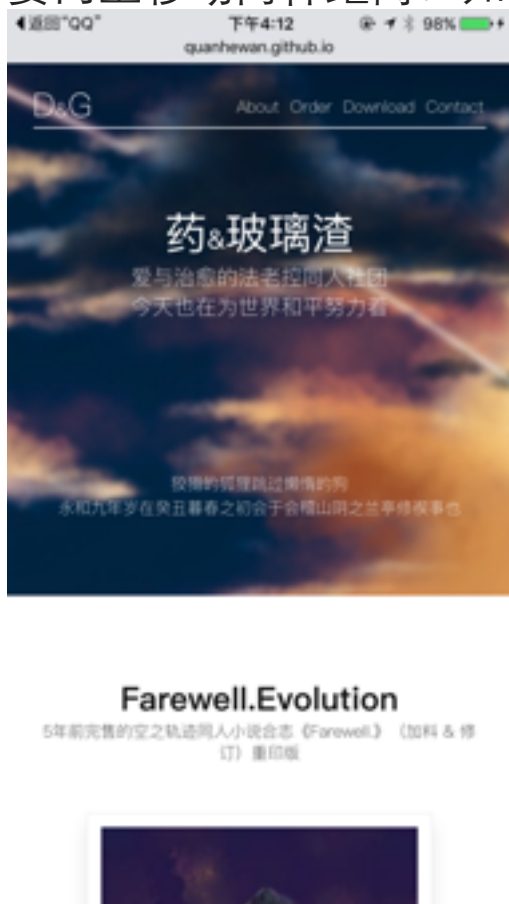 返回"QQ" 下午4:12 98%
quanhewan.github.io
D&G About Order Download Contact
药&玻璃渣
爱与治愈的法老控同人社团
今天也在为世界和平努力着
狡猾的狐狸跳过懒惰的狗
永和九年岁在癸丑暮春之初会于会稽山阴之兰亭修禊事也
Farewell.Evolution
5年前完售的空之轨迹同人小说合志《Farewell.》（加料 & 修
订）重印版